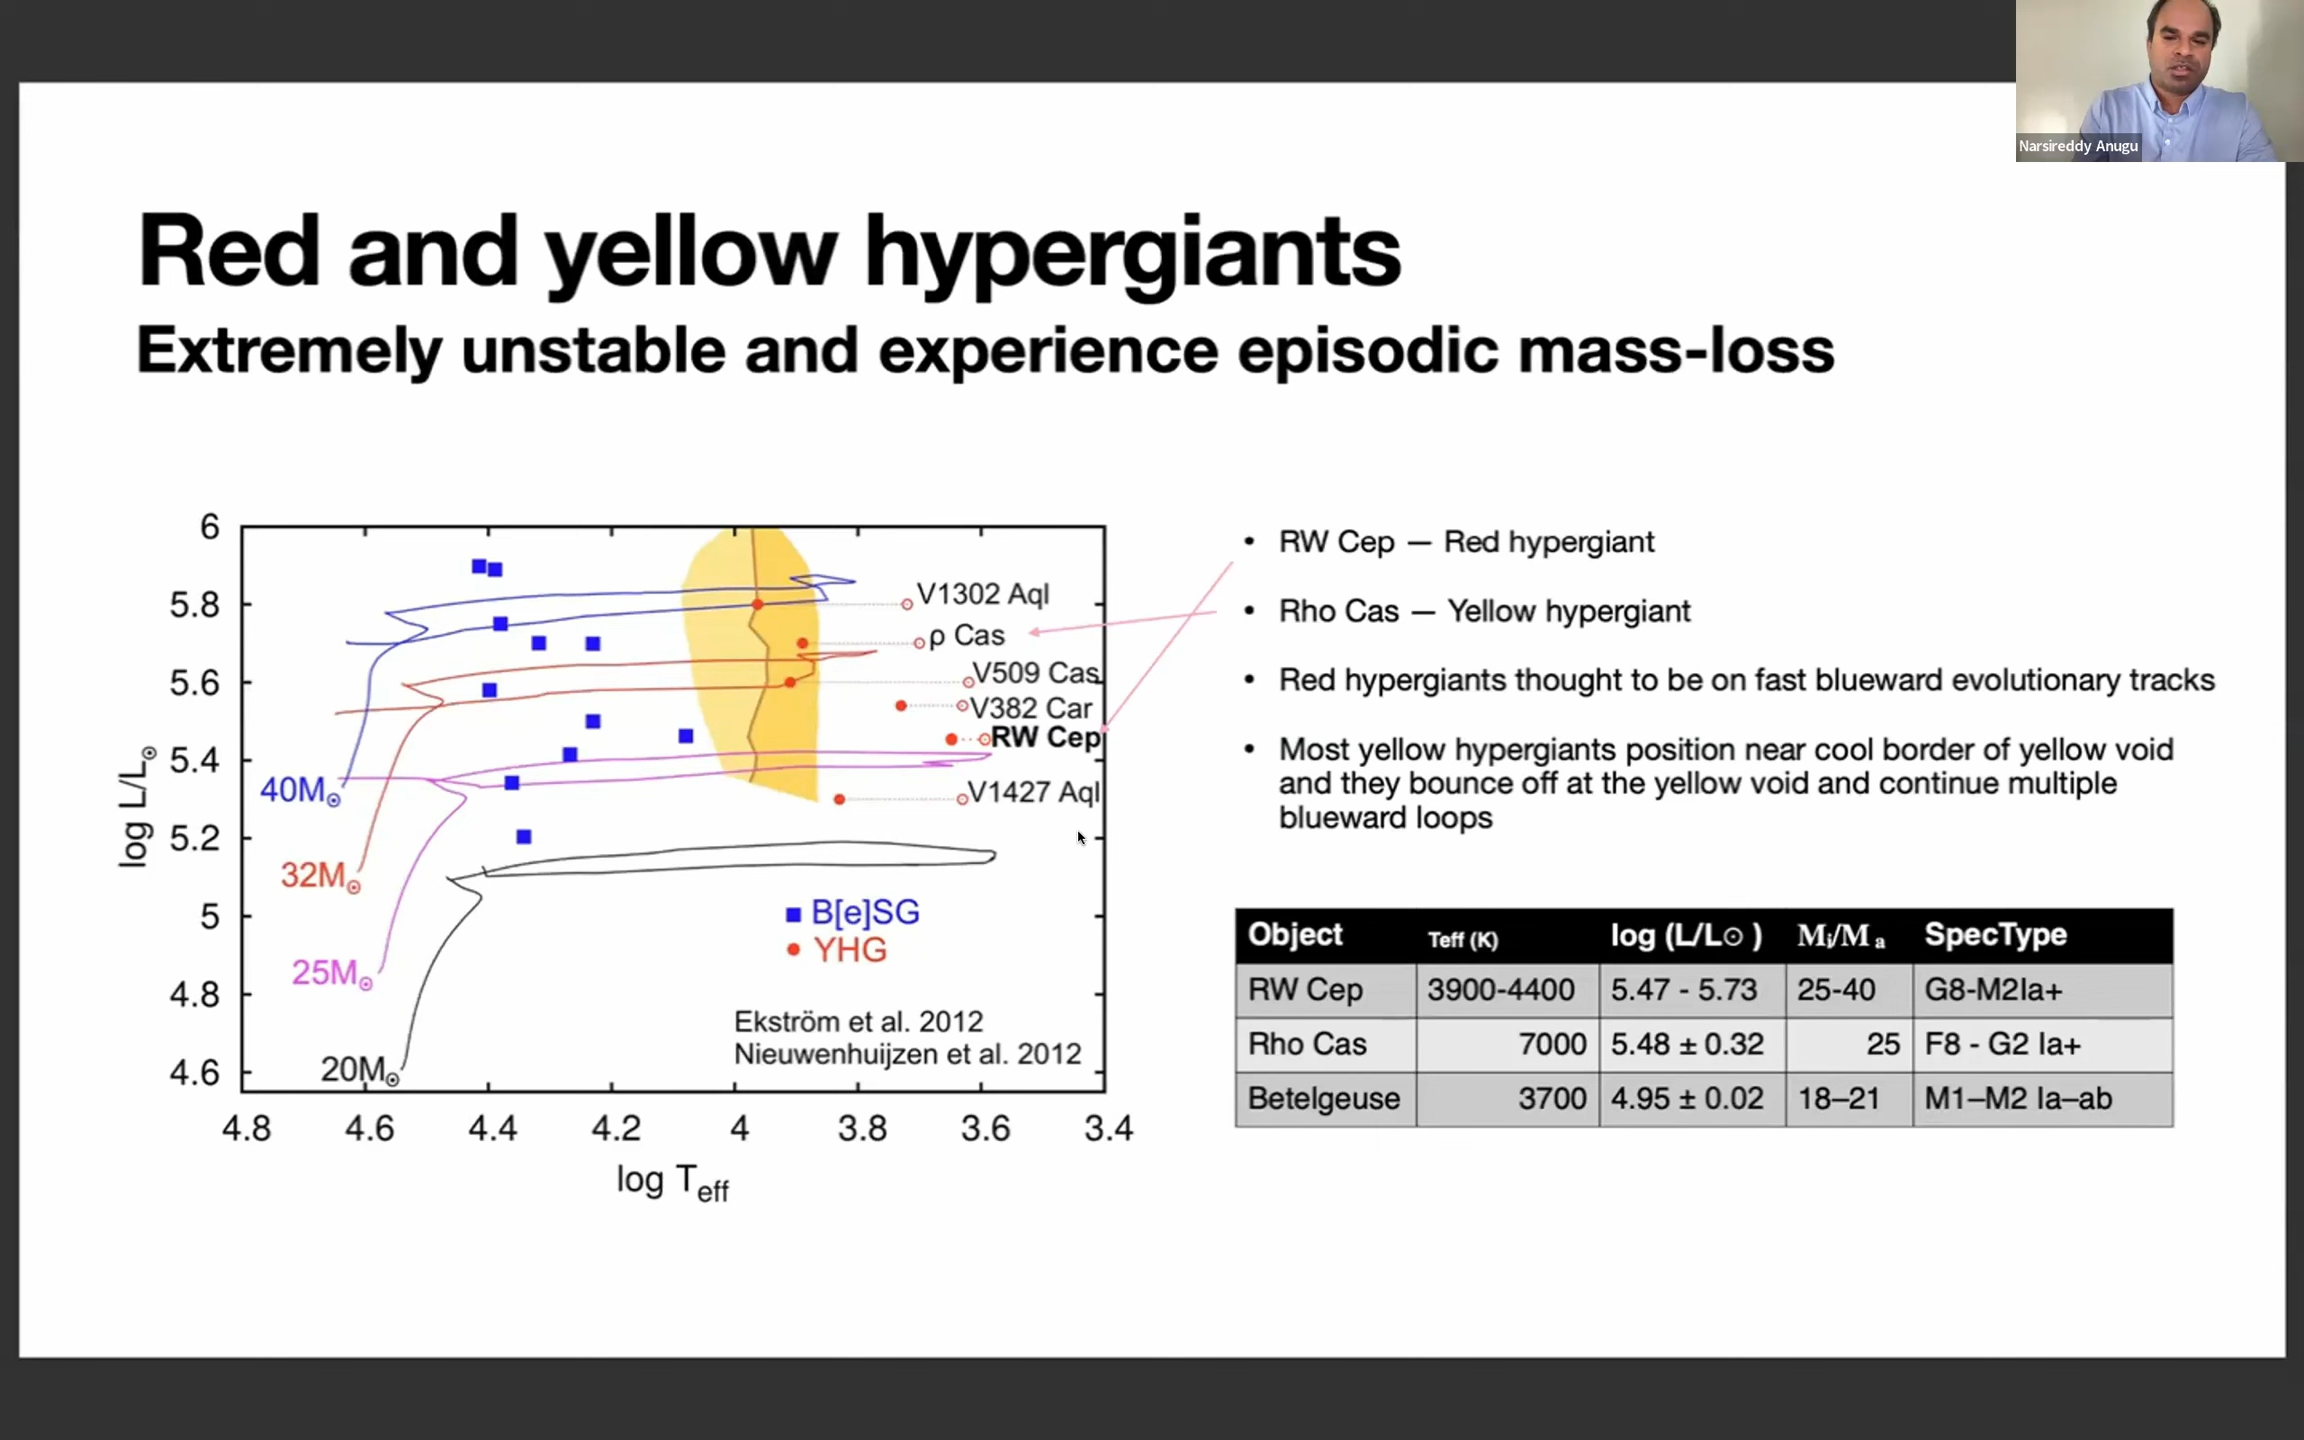 Narsireddy Anugu
Red and yellow hypergiants
Extremely unstable and experience episodic mass-loss
6
5.8
5.6
5.4
5.2
5
4.8
4.6
log L/L⊙
4.8 4.6 4.4 4.2 4 3.8 3.6 3.4
log Teff
V1302 Aql
ρ Cas
V509 Cas
V382 Car
RW Cep
V1427 Aql
40M⊙
32M⊙
25M⊙
20M⊙
B[e]SG
YHG
Ekström et al. 2012
Nieuwenhuijzen et al. 2012
• RW Cep — Red hypergiant
• Rho Cas — Yellow hypergiant
• Red hypergiants thought to be on fast blueward evolutionary tracks
• Most yellow hypergiants position near cool border of yellow void
and they bounce off at the yellow void and continue multiple
blueward loops
Object Teff (K) log (L/L⊙ ) Mi/M a SpecType
RW Cep 3900-4400 5.47 - 5.73 25-40 G8-M2Ia+
Rho Cas 7000 5.48 ± 0.32 25 F8 - G2 Ia+
Betelgeuse 3700 4.95 ± 0.02 18–21 M1–M2 Ia–ab